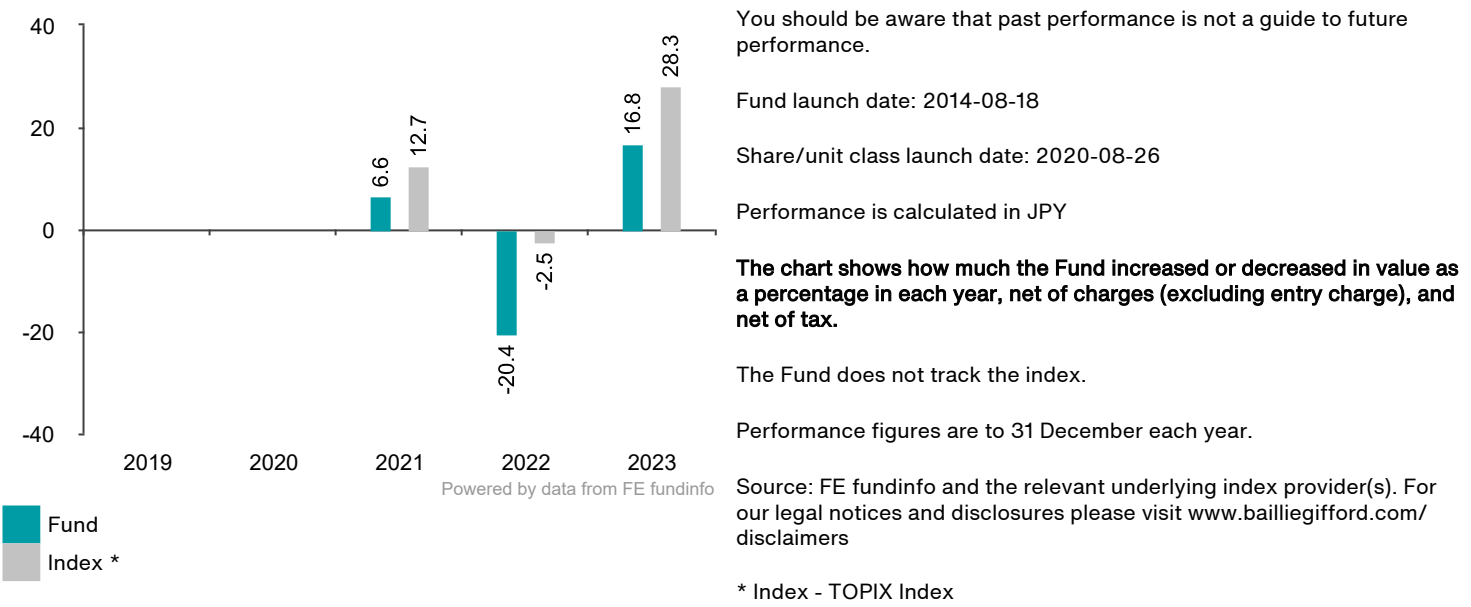 40
20
0
-20
-40
6.6
12.7
-20.4
-2.5
16.8
28.3
2019
2020
2021
2022
2023
Powered by data from FE fundinfo
Fund
Index *
You should be aware that past performance is not a guide to future
performance.
Fund launch date: 2014-08-18
Share/unit class launch date: 2020-08-26
Performance is calculated in JPY
The chart shows how much the Fund increased or decreased in value as
a percentage in each year, net of charges (excluding entry charge), and
net of tax.
The Fund does not track the index.
Performance figures are to 31 December each year.
Source: FE fundinfo and the relevant underlying index provider(s). For
our legal notices and disclosures please visit www.bailliegifford.com/
disclaimers
* Index - TOPIX Index